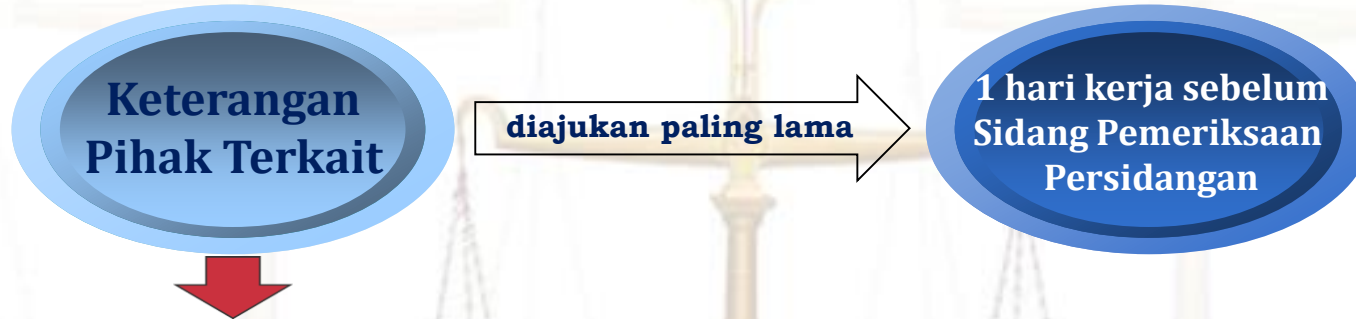 Keterangan
Pihak Terkait
diajukan paling lama
1 hari kerja sebelum
Sidang Pemeriksaan
Persidangan